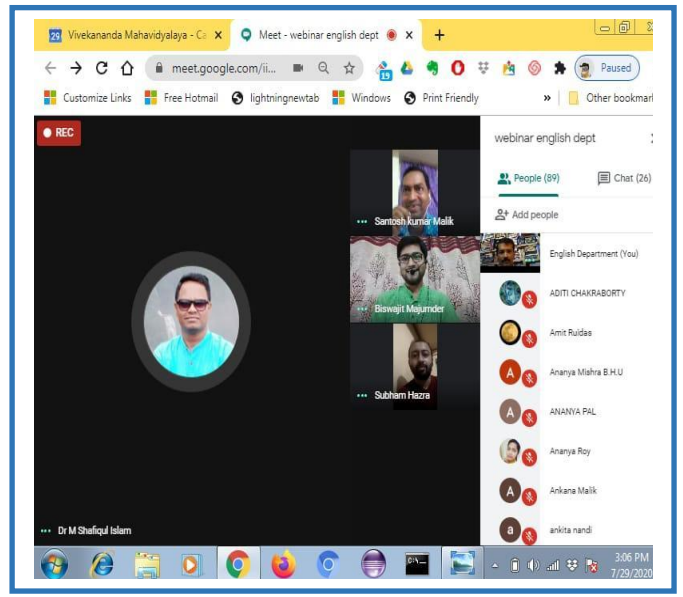 29 Vivekananda Mahavidyalaya - Ca
Meet - webinar english dept
meet.google.com/ii...
19
Paused
Customize Links Free Hotmail lightningnewtab Windows Print Friendly » Other bookmark
REC
webinar english dept
People (89) Chat (26)
Add people
Santosh kumar Malik
Biswajit Majumder
Subham Hazra
Dr M Shafiqul Islam
English Department (You)
ADITI CHAKRABORTY
Amit Ruidas
A Ananya Mishra B.H.U
A ANANYA PAL
Ananya Roy
A Ankana Malik
a ankita nandi
3:06 PM
7/29/2020